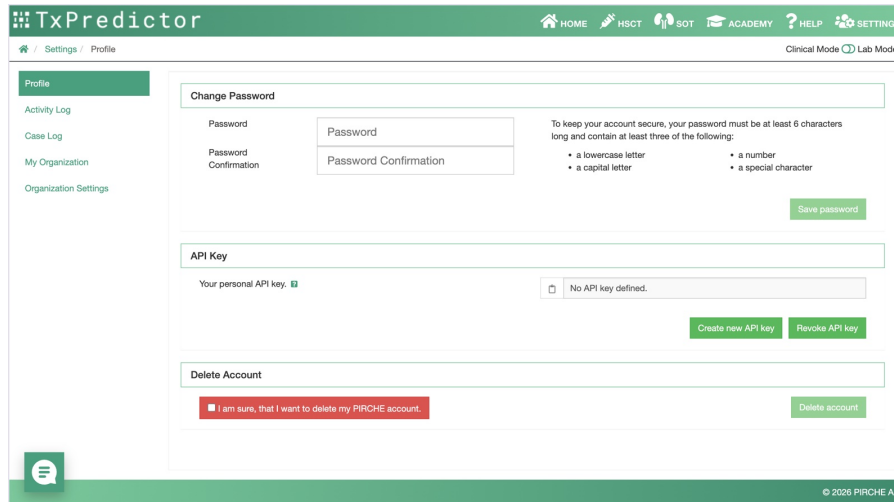 TxPredictor
HOME HSCT SOT ACADEMY ? HELP SETTING
/ Settings / Profile
Clinical Mode Lab Mode
Profile
Activity Log
Case Log
My Organization
Organization Settings
Change Password
Password
Password
Password
Confirmation
Password Confirmation
To keep your account secure, your password must be at least 6 characters
long and contain at least three of the following:
• a lowercase letter
• a capital letter
• a number
• a special character
Save password
API Key
Your personal API key. ?
No API key defined.
Create new API key
Revoke API key
Delete Account
I am sure, that I want to delete my PIRCHE account.
Delete account
© 2026 PIRCHE A